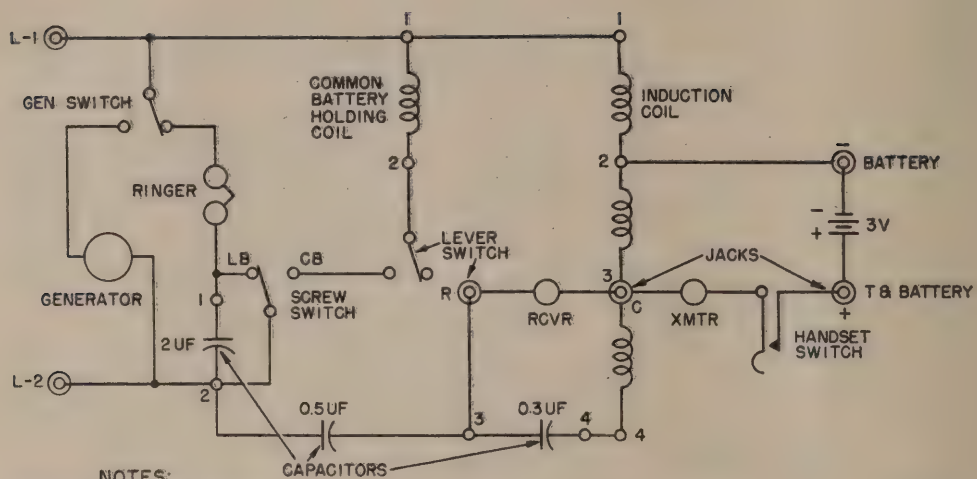 L-1
1
1
GEN SWITCH
COMMON
BATTERY
HOLDING
COIL
INDUCTION
COIL
2
2
-
BATTERY
RINGER
-
+
3V
LEVER
SWITCH
JACKS
LB
CB
3
GENERATOR
1
SCREW
SWITCH
R
RCVR
C
XMTR
T & BATTERY
+
HANDSET
SWITCH
2UF
L-2
2
0.5UF
3
0.3UF
4
4
CAPACITORS
NOTES: